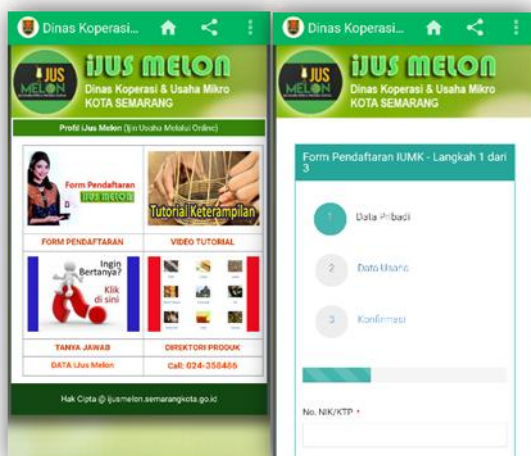 Dinas Koperasi...
iJUS
MELON
iJUS MELON
Dinas Koperasi & Usaha Mikro
KOTA SEMARANG
Profil iJus Melon (Ijin Usaha Melalui Online)
Form Pendaftaran
IJUS MELON
Tutorial Keterampilan
FORM PENDAFTARAN
VIDEO TUTORIAL
Ingin
Bertanya?
Klik
di sini
TANYA JAWAB
DIREKTORI PRODUK
DATA iJus Melon
Call: 024-358466
Hak Cipta @ ijusmelon.semarangkota.go.id
Dinas Koperasi...
iJUS
MELON
iJUS MELON
Dinas Koperasi & Usaha Mikro
KOTA SEMARANG
Form Pendaftaran IUMK - Langkah 1 dari
3
1
Data Pribadi
2
Data Usaha
3
Konfirmasi
No. NIK/KTP *